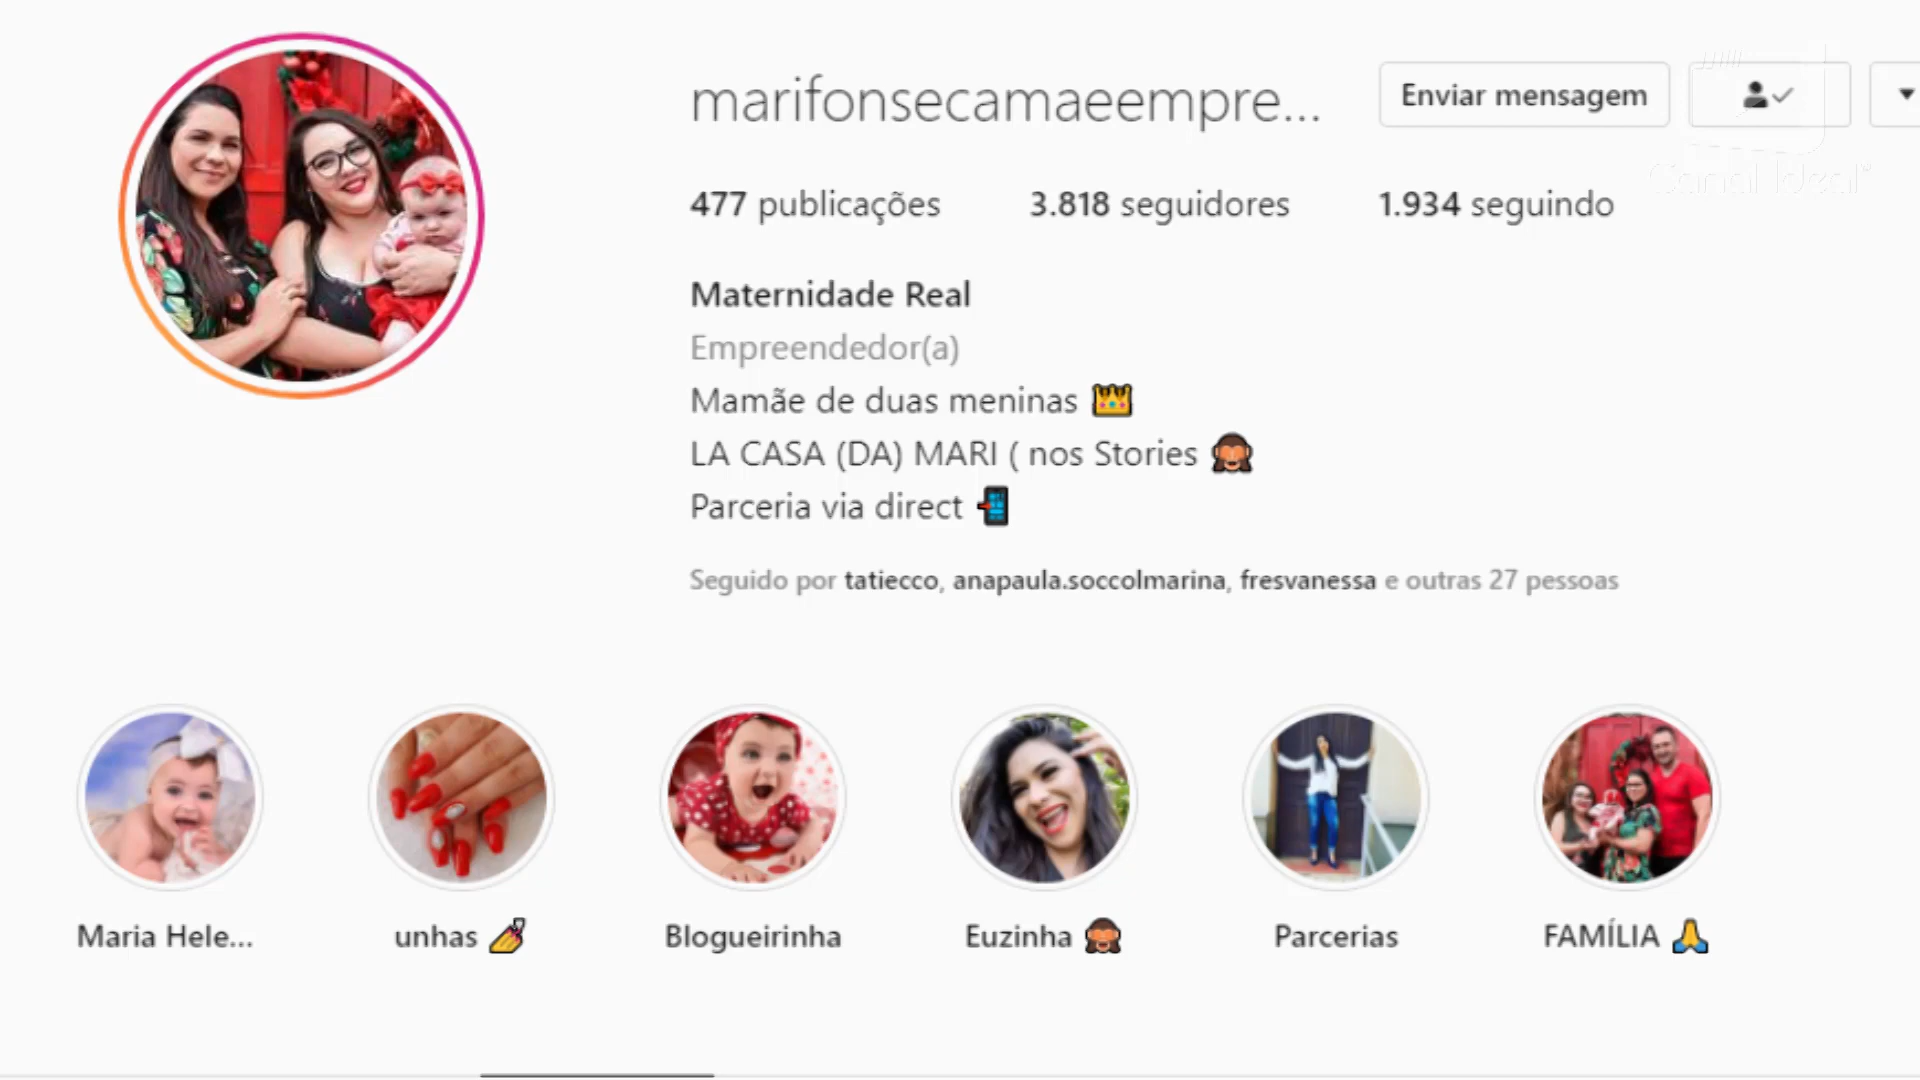 marifonsecamaeempre...
Enviar mensagem
477 publicações 3.818 seguidores 1.934 seguindo
Maternidade Real
Empreendedor(a)
Mamãe de duas meninas 👑
LA CASA (DA) MARI ( nos Stories 🙈
Parceria via direct 📲
Seguido por tatiecco, anapaula.soccolmarina, fresvanessa e outras 27 pessoas
Maria Hele...
unhas 💅
Blogueirinha
Euzinha 🙈
Parcerias
FAMÍLIA 🙏
Canal Ideal